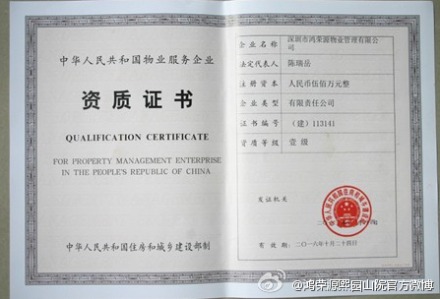 中华人民共和国物业服务企业
资质证书
QUALIFICATION CERTIFICATE
FOR PROPERTY MANAGEMENT ENTERPRISE
IN THE PEOPLE'S REPUBLIC OF CHINA
中华人民共和国住房和城乡建设部制
企业名称 深圳市鸿荣源物业管理有限公司
法定代表人 陈瑞岳
注册资本 人民币伍佰万元整
企业类型 有限责任公司
证书编号 (建)113141
资质等级 壹级
发证机关
有效期:二〇一六年十月二十四日
@鸿荣源熙园山院官方微博